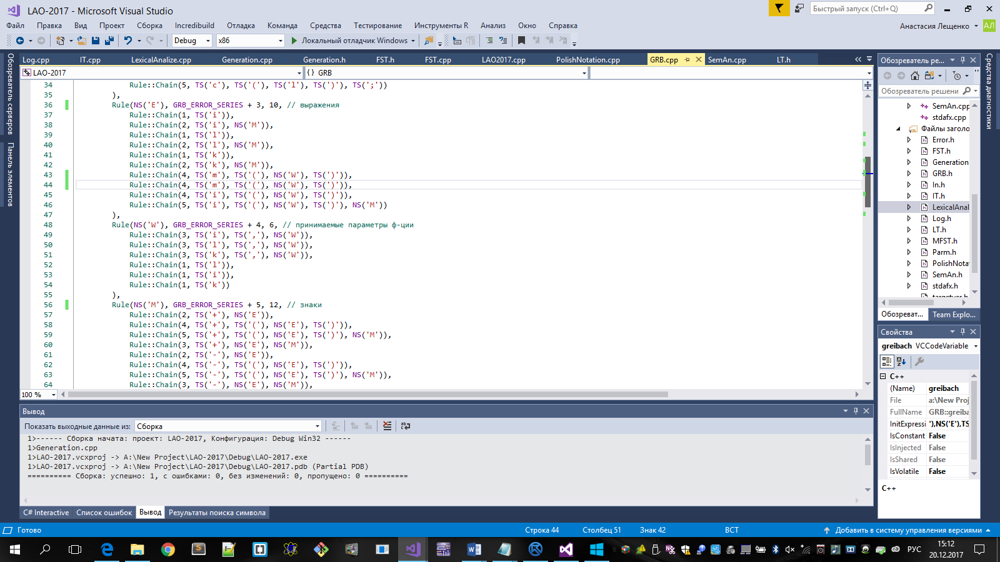 LAO-2017 - Microsoft Visual Studio
Быстрый запуск (Ctrl+Q)
Файл Правка Вид Проект Сборка Incredibuild Отладка Команда Средства Тестирование Инструменты R Анализ Окно Справка
Анастасия Лещенко АЛ
Debug x86 Локальный отладчик Windows
Обозреватель серверов
Панель элементов
Log.cpp IT.cpp LexicalAnalize.cpp Generation.cpp Generation.h FST.h FST.cpp LAO2017.cpp PolishNotation.cpp GRB.cpp SemAn.cpp LT.h
LAO-2017 {} GRB
34 Rule::Chain(5, TS('c'), TS('('), TS('l'), TS(')'), TS(';'))
35 ),
36 Rule(NS('E'), GRB_ERROR_SERIES + 3, 10, // выражения
37 Rule::Chain(1, TS('i')),
38 Rule::Chain(2, TS('i'), NS('M')),
39 Rule::Chain(1, TS('l')),
40 Rule::Chain(2, TS('l'), NS('M')),
41 Rule::Chain(1, TS('k')),
42 Rule::Chain(2, TS('k'), NS('M')),
43 Rule::Chain(4, TS('m'), TS('('), NS('W'), TS(')')),
44 Rule::Chain(4, TS('m'), TS('('), NS('W'), TS(')')),
45 Rule::Chain(4, TS('i'), TS('('), NS('W'), TS(')')),
46 Rule::Chain(5, TS('i'), TS('('), NS('W'), TS(')'), NS('M'))
47 ),
48 Rule(NS('W'), GRB_ERROR_SERIES + 4, 6, // принимаемые параметры ф-ции
49 Rule::Chain(3, TS('i'), TS(','), NS('W')),
50 Rule::Chain(3, TS('l'), TS(','), NS('W')),
51 Rule::Chain(3, TS('k'), TS(','), NS('W')),
52 Rule::Chain(1, TS('l')),
53 Rule::Chain(1, TS('i')),
54 Rule::Chain(1, TS('k'))
55 ),
56 Rule(NS('M'), GRB_ERROR_SERIES + 5, 12, // знаки
57 Rule::Chain(2, TS('+'), NS('E')),
58 Rule::Chain(4, TS('+'), TS('('), NS('E'), TS(')')),
59 Rule::Chain(5, TS('+'), TS('('), NS('E'), TS(')'), NS('M')),
60 Rule::Chain(3, TS('+'), NS('E'), NS('M')),
61 Rule::Chain(2, TS('-'), NS('E')),
62 Rule::Chain(4, TS('-'), TS('('), NS('E'), TS(')')),
63 Rule::Chain(5, TS('-'), TS('('), NS('E'), TS(')'), NS('M')),
64 Rule::Chain(3, TS('-'), NS('E'), NS('M')),
100 %
Вывод
Показать выходные данные из: Сборка
1>------ Сборка начата: проект: LAO-2017, Конфигурация: Debug Win32 ------
1>Generation.cpp
1>LAO-2017.vcxproj -> A:\New Project\LAO-2017\Debug\LAO-2017.exe
1>LAO-2017.vcxproj -> A:\New Project\LAO-2017\Debug\LAO-2017.pdb (Partial PDB)
========== Сборка: успешно: 1, с ошибками: 0, без изменений: 0, пропущено: 0 ==========
C# Interactive Список ошибок Вывод Результаты поиска символа
Обозреватель ре...
Обозреватель решени
SemAn.cpp
stdafx.cpp
Файлы заголо
Error.h
FST.h
Generation
GRB.h
In.h
IT.h
LexicalAnal
Log.h
LT.h
MFST.h
Parm.h
PolishNota
SemAn.h
stdafx.h
targetver.h
Обозреват... Team Explo...
Средства диагностики
Свойства
greibach VCCodeVariable
C++
(Name) greibach
File a:\New Proj
FullName GRB::greiba
InitExpressi '),NS('E'),TS
IsConstant False
IsInjected False
IsShared False
IsVolatile False
C++
Готово Строка 44 Столбец 51 Знак 42 ВСТ Добавить в систему управления версиями
РУС 15:12
20.12.2017